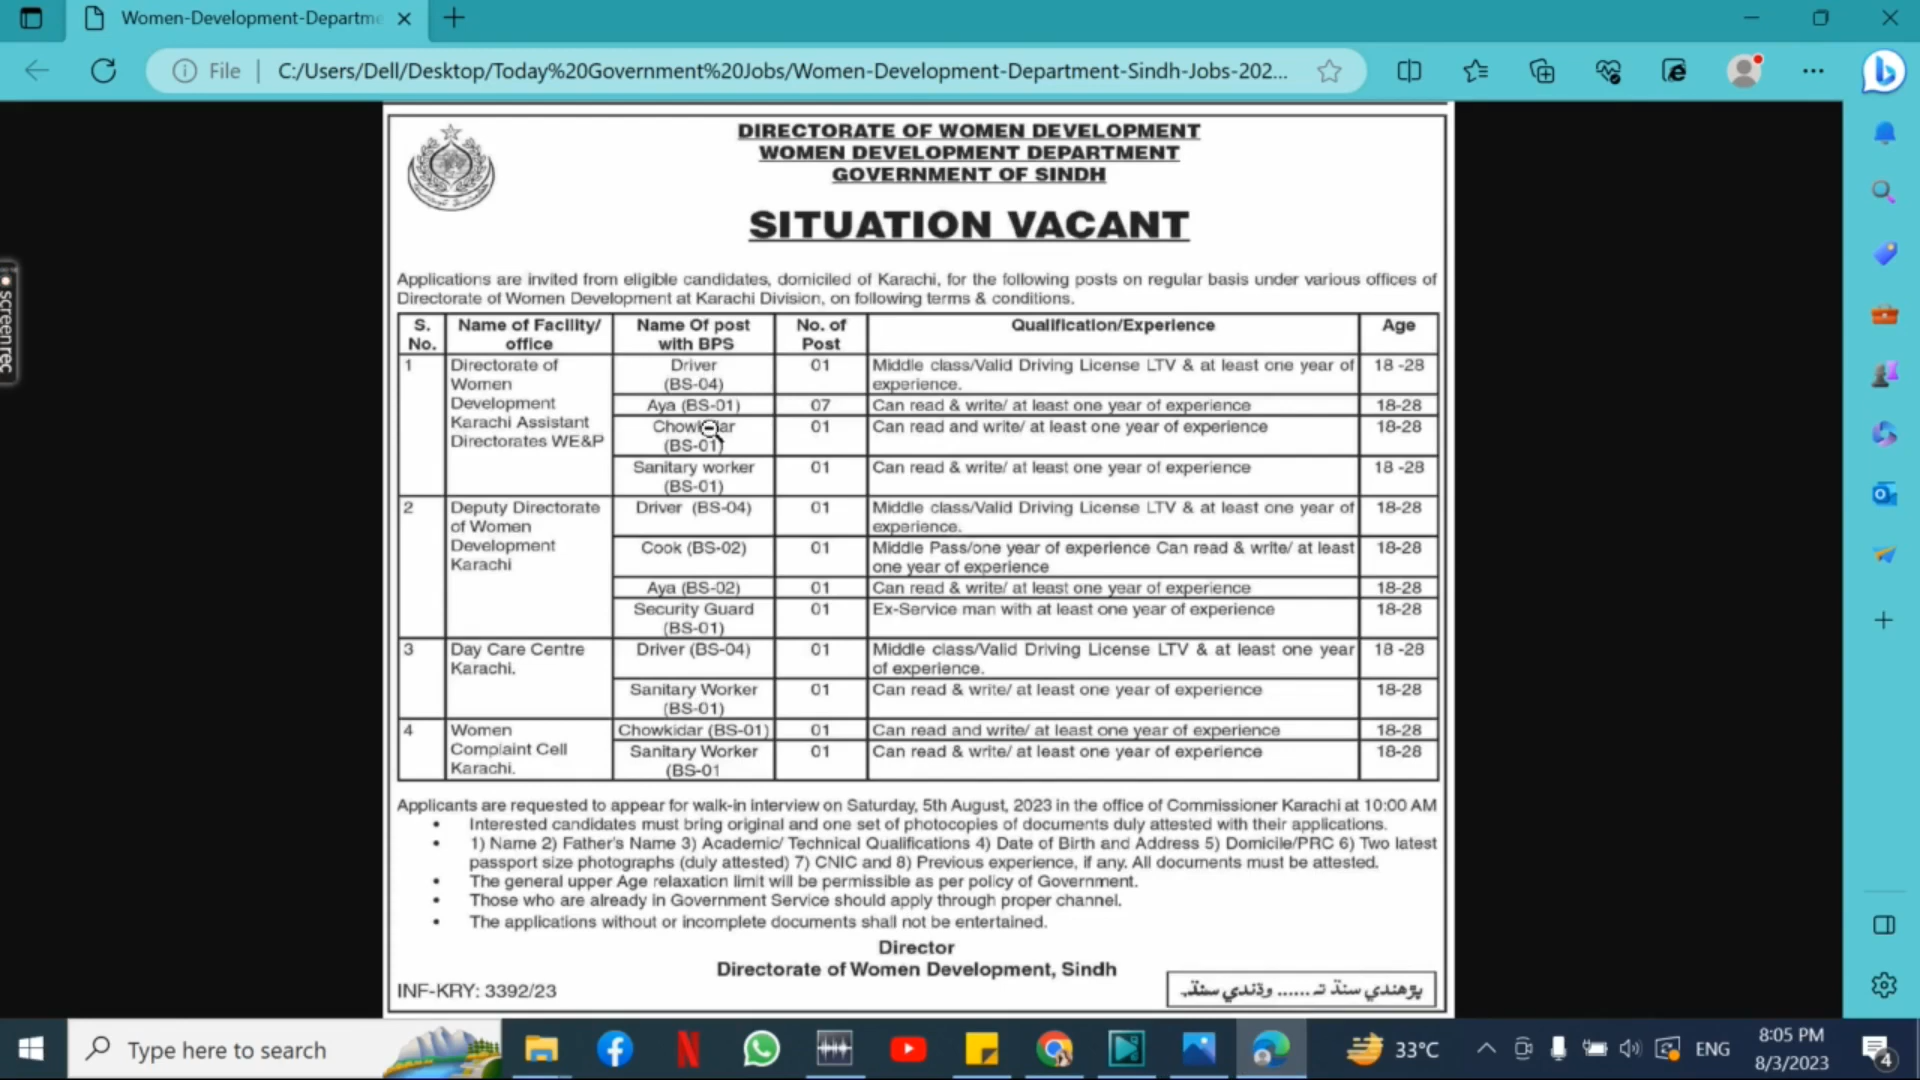 Women-Development-Departme
File
C:/Users/Dell/Desktop/Today%20Government%20Jobs/Women-Development-Department-Sindh-Jobs-202...
screenrec
DIRECTORATE OF WOMEN DEVELOPMENT
WOMEN DEVELOPMENT DEPARTMENT
GOVERNMENT OF SINDH
SITUATION VACANT
Applications are invited from eligible candidates, domiciled of Karachi, for the following posts on regular basis under various offices of
Directorate of Women Development at Karachi Division, on following terms & conditions.
S. No. Name of Facility/ office Name Of post with BPS No. of Post Qualification/Experience Age
1 Directorate of Women Development Karachi Assistant Directorates WE&P Driver (BS-04) 01 Middle class/Valid Driving License LTV & at least one year of experience. 18 -28
Aya (BS-01) 07 Can read & write/ at least one year of experience 18-28
Chowkidar (BS-01) 01 Can read and write/ at least one year of experience 18-28
Sanitary worker (BS-01) 01 Can read & write/ at least one year of experience 18 -28
2 Deputy Directorate of Women Development Karachi Driver (BS-04) 01 Middle class/Valid Driving License LTV & at least one year of experience. 18-28
Cook (BS-02) 01 Middle Pass/one year of experience Can read & write/ at least one year of experience 18-28
Aya (BS-02) 01 Can read & write/ at least one year of experience 18-28
Security Guard (BS-01) 01 Ex-Service man with at least one year of experience 18-28
3 Day Care Centre Karachi. Driver (BS-04) 01 Middle class/Valid Driving License LTV & at least one year of experience. 18 -28
Sanitary Worker (BS-01) 01 Can read & write/ at least one year of experience 18-28
4 Women Complaint Cell Karachi. Chowkidar (BS-01) 01 Can read and write/ at least one year of experience 18-28
Sanitary Worker (BS-01 01 Can read & write/ at least one year of experience 18-28
Applicants are requested to appear for walk-in interview on Saturday, 5th August, 2023 in the office of Commissioner Karachi at 10:00 AM
• Interested candidates must bring original and one set of photocopies of documents duly attested with their applications.
• 1) Name 2) Father's Name 3) Academic/ Technical Qualifications 4) Date of Birth and Address 5) Domicile/PRC 6) Two latest
passport size photographs (duly attested) 7) CNIC and 8) Previous experience, if any. All documents must be attested.
• The general upper Age relaxation limit will be permissible as per policy of Government.
• Those who are already in Government Service should apply through proper channel.
• The applications without or incomplete documents shall not be entertained.
Director
Directorate of Women Development, Sindh
INF-KRY: 3392/23
پڙهندي سنڌ ته ...... وڌندي سنڌ.
Type here to search
33°C
ENG
8:05 PM
8/3/2023
4